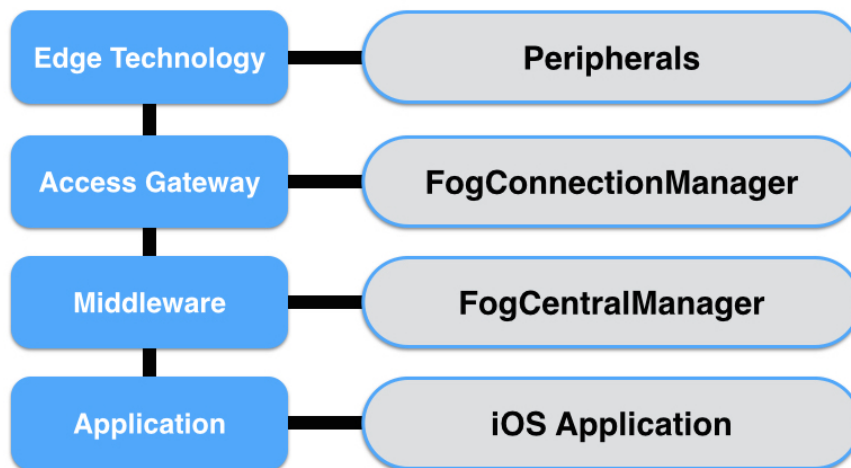 Edge Technology
Peripherals
Access Gateway
FogConnectionManager
Middleware
FogCentralManager
Application
iOS Application